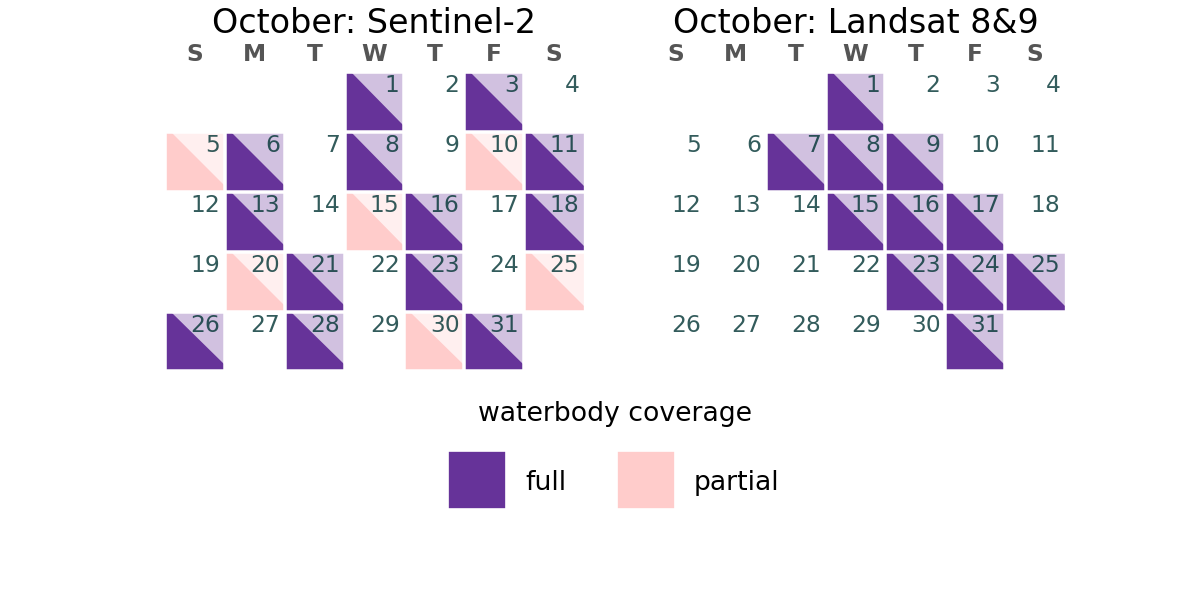 October: Sentinel-2
S M T W T F S
1 2 3 4
5 6 7 8 9 10 11
12 13 14 15 16 17 18
19 20 21 22 23 24 25
26 27 28 29 30 31
October: Landsat 8&9
S M T W T F S
1 2 3 4
5 6 7 8 9 10 11
12 13 14 15 16 17 18
19 20 21 22 23 24 25
26 27 28 29 30 31
waterbody coverage
full
partial